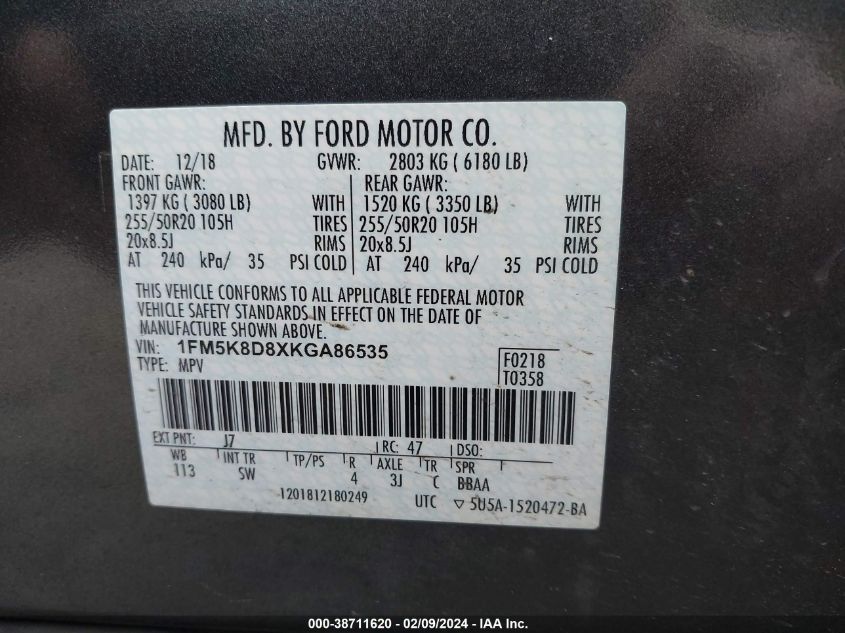 MFD. BY FORD MOTOR CO.
DATE: 12/18 GVWR: 2803 KG ( 6180 LB)
FRONT GAWR: REAR GAWR:
1397 KG ( 3080 LB) WITH 1520 KG ( 3350 LB) WITH
255/50R20 105H TIRES 255/50R20 105H TIRES
20x8.5J RIMS 20x8.5J RIMS
AT 240 kPa/ 35 PSI COLD AT 240 kPa/ 35 PSI COLD
THIS VEHICLE CONFORMS TO ALL APPLICABLE FEDERAL MOTOR
VEHICLE SAFETY STANDARDS IN EFFECT ON THE DATE OF
MANUFACTURE SHOWN ABOVE.
VIN: 1FM5K8D8XKGA86535 F0218
TYPE: MPV T0358
EXT PNT: J7 RC: 47 DSO:
WB INT TR TP/PS R AXLE TR SPR
113 SW 4 3J C BBAA
1201812180249 UTC ▽ 5U5A-1520472-BA
000-38711620 - 02/09/2024 - IAA Inc.